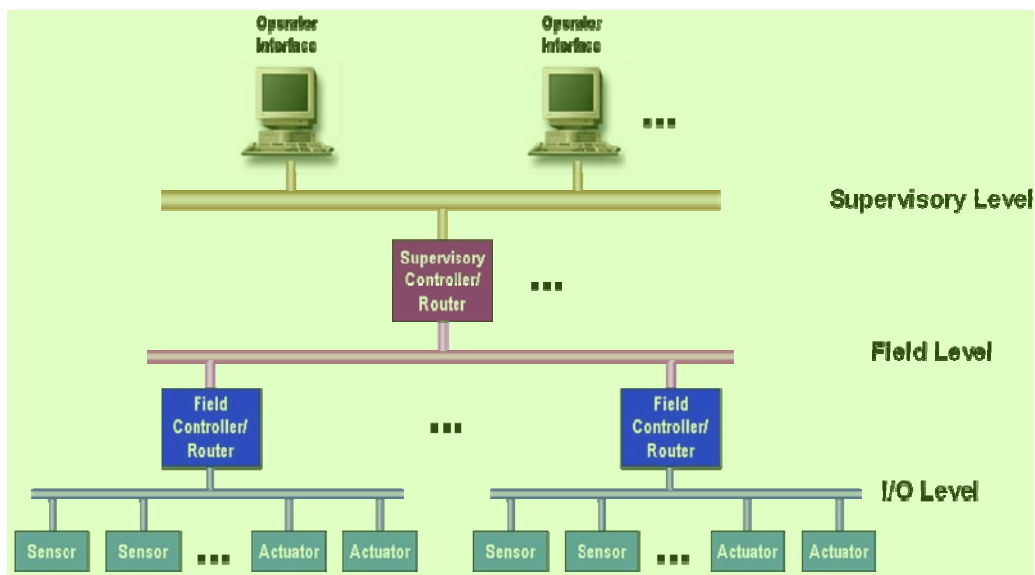 Operator
Interface
Operator
Interface
...
Supervisory Level
Supervisory
Controller/
Router
...
Field Level
Field
Controller/
Router
...
Field
Controller/
Router
I/O Level
Sensor Sensor ... Actuator Actuator Sensor Sensor ... Actuator Actuator